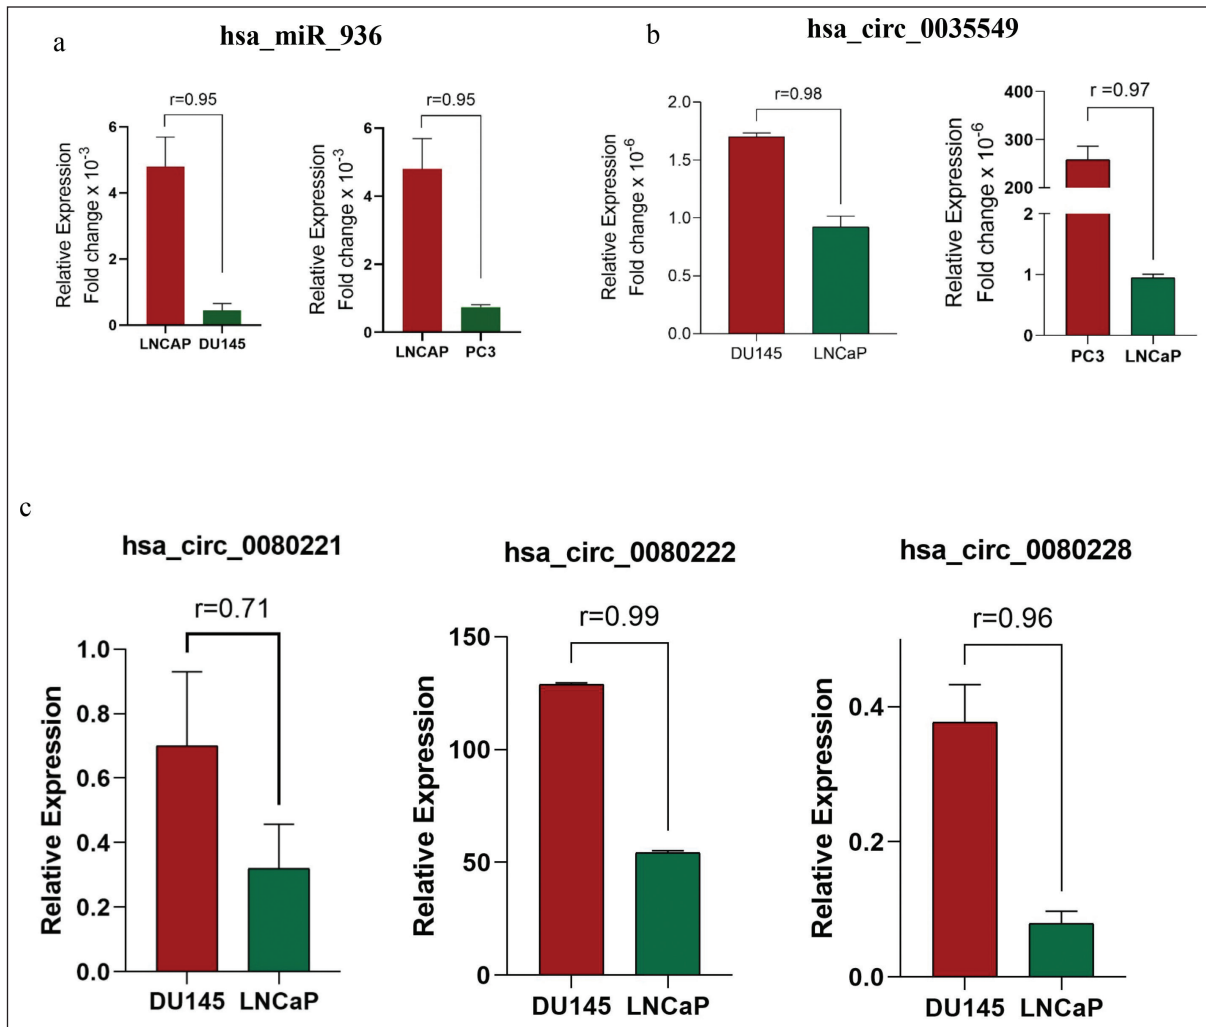 a
hsa_miR_936
r=0.95
Relative Expression
Fold change x 10-3
6
4
2
0
LNCAP DU145
r=0.95
Relative Expression
Fold change x 10-3
6
4
2
0
LNCAP PC3
b
hsa_circ_0035549
r=0.98
Relative Expression
Fold change x 10-6
2.0
1.5
1.0
0.5
0.0
DU145 LNCaP
r =0.97
Relative Expression
Fold change x 10-6
400
300
200
2
1
0
PC3 LNCaP
c
hsa_circ_0080221
r=0.71
Relative Expression
1.0
0.8
0.6
0.4
0.2
0.0
DU145 LNCaP
hsa_circ_0080222
r=0.99
Relative Expression
150
100
50
0
DU145 LNCaP
hsa_circ_0080228
r=0.96
Relative Expression
0.4
0.2
0.0
DU145 LNCaP